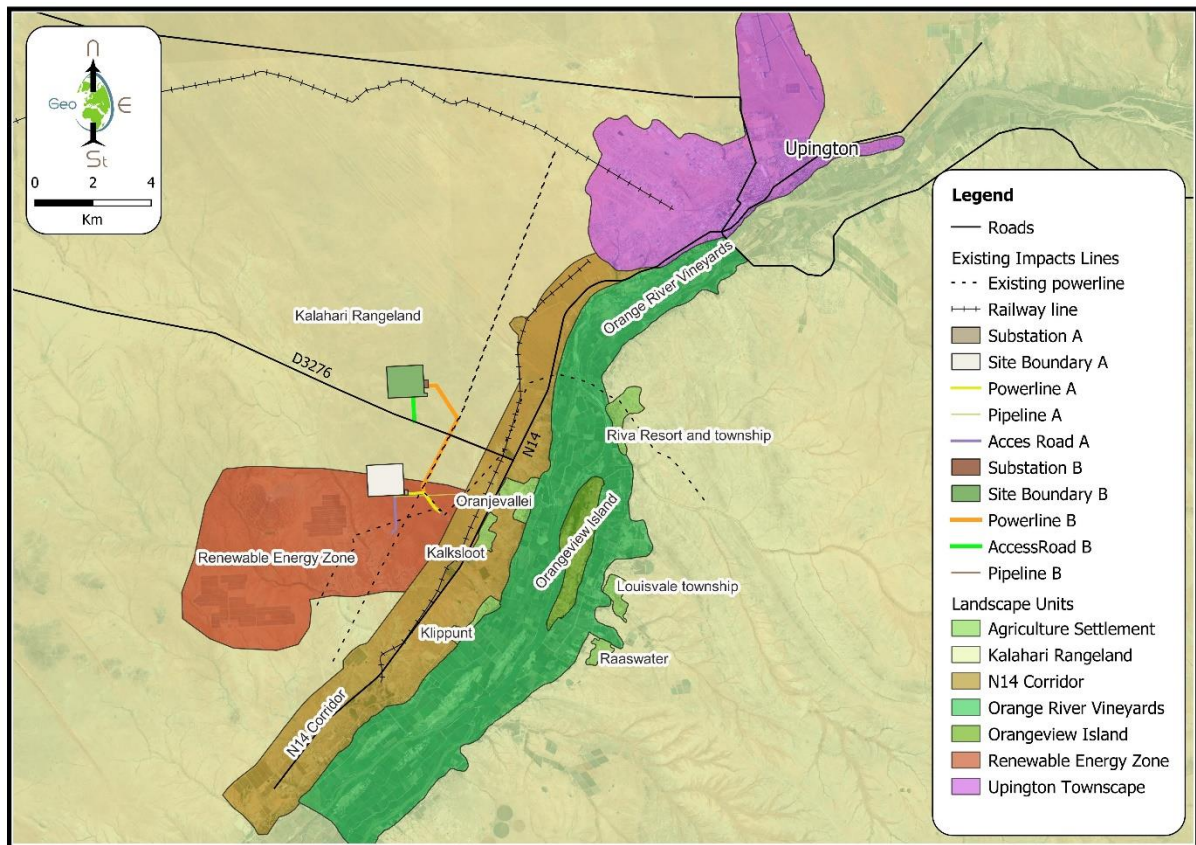 N
Geo E
St
0 2 4
Km
Upington
Orange River Vineyards
Kalahari Rangeland
D3276
N14
Riva Resort and township
Oranjevallei
Renewable Energy Zone
Kalksloot
Orangeview Island
Louisvale township
Klippunt
Raaswater
N14 Corridor
Legend
Roads
Existing Impacts Lines
Existing powerline
Railway line
Substation A
Site Boundary A
Powerline A
Pipeline A
Acces Road A
Substation B
Site Boundary B
Powerline B
AccessRoad B
Pipeline B
Landscape Units
Agriculture Settlement
Kalahari Rangeland
N14 Corridor
Orange River Vineyards
Orangeview Island
Renewable Energy Zone
Upington Townscape